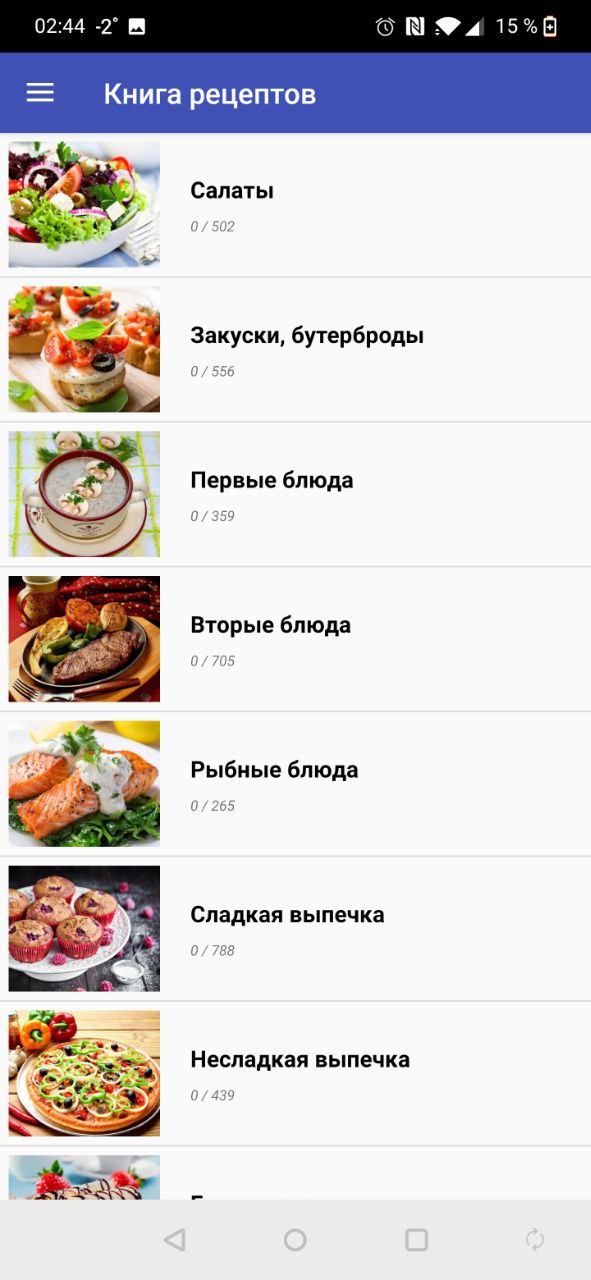 02:44 -2° 15 %
Книга рецептов
Салаты
0 / 502
Закуски, бутерброды
0 / 556
Первые блюда
0 / 359
Вторые блюда
0 / 705
Рыбные блюда
0 / 265
Сладкая выпечка
0 / 788
Несладкая выпечка
0 / 439